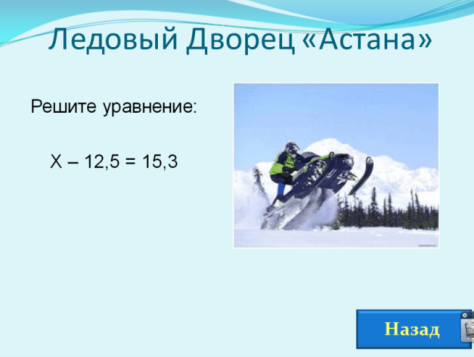 Ледовый Дворец «Астана»
Решите уравнение:
Х – 12,5 = 15,3
Назад